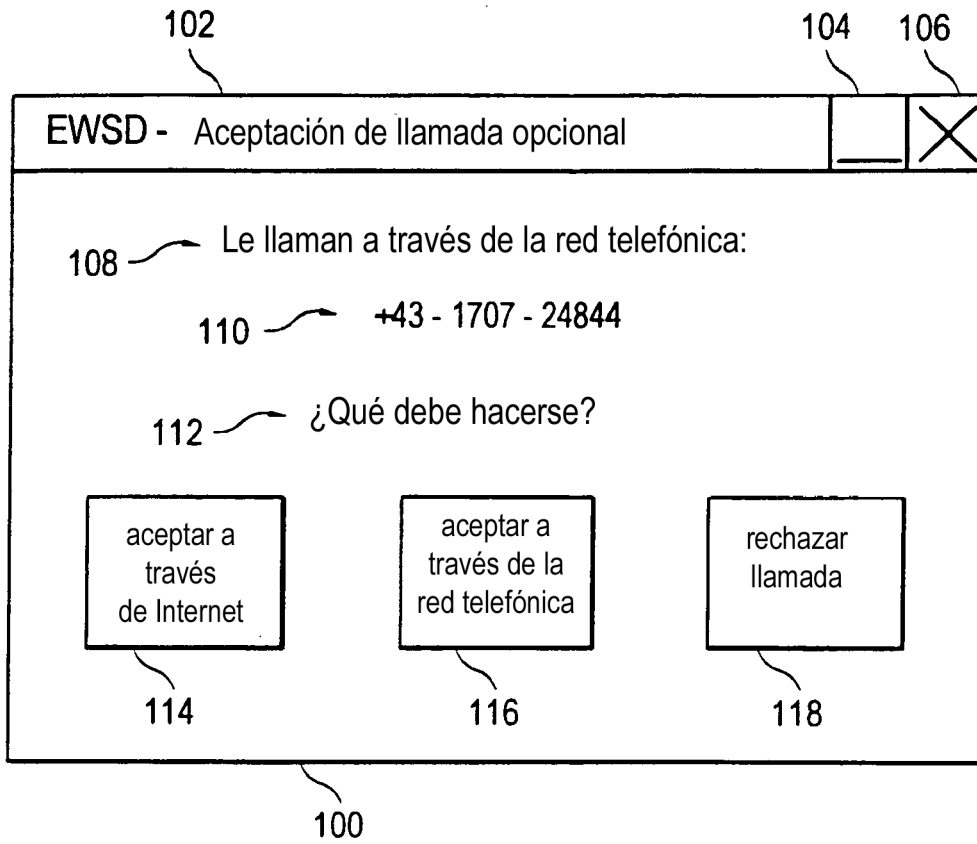 102
104
106
EWSD - Aceptación de llamada opcional
108
Le llaman a través de la red telefónica:
110
+43 - 1707 - 24844
112
¿Qué debe hacerse?
aceptar a
través
de Internet
aceptar a
través de la
red telefónica
rechazar
llamada
114
116
118
100